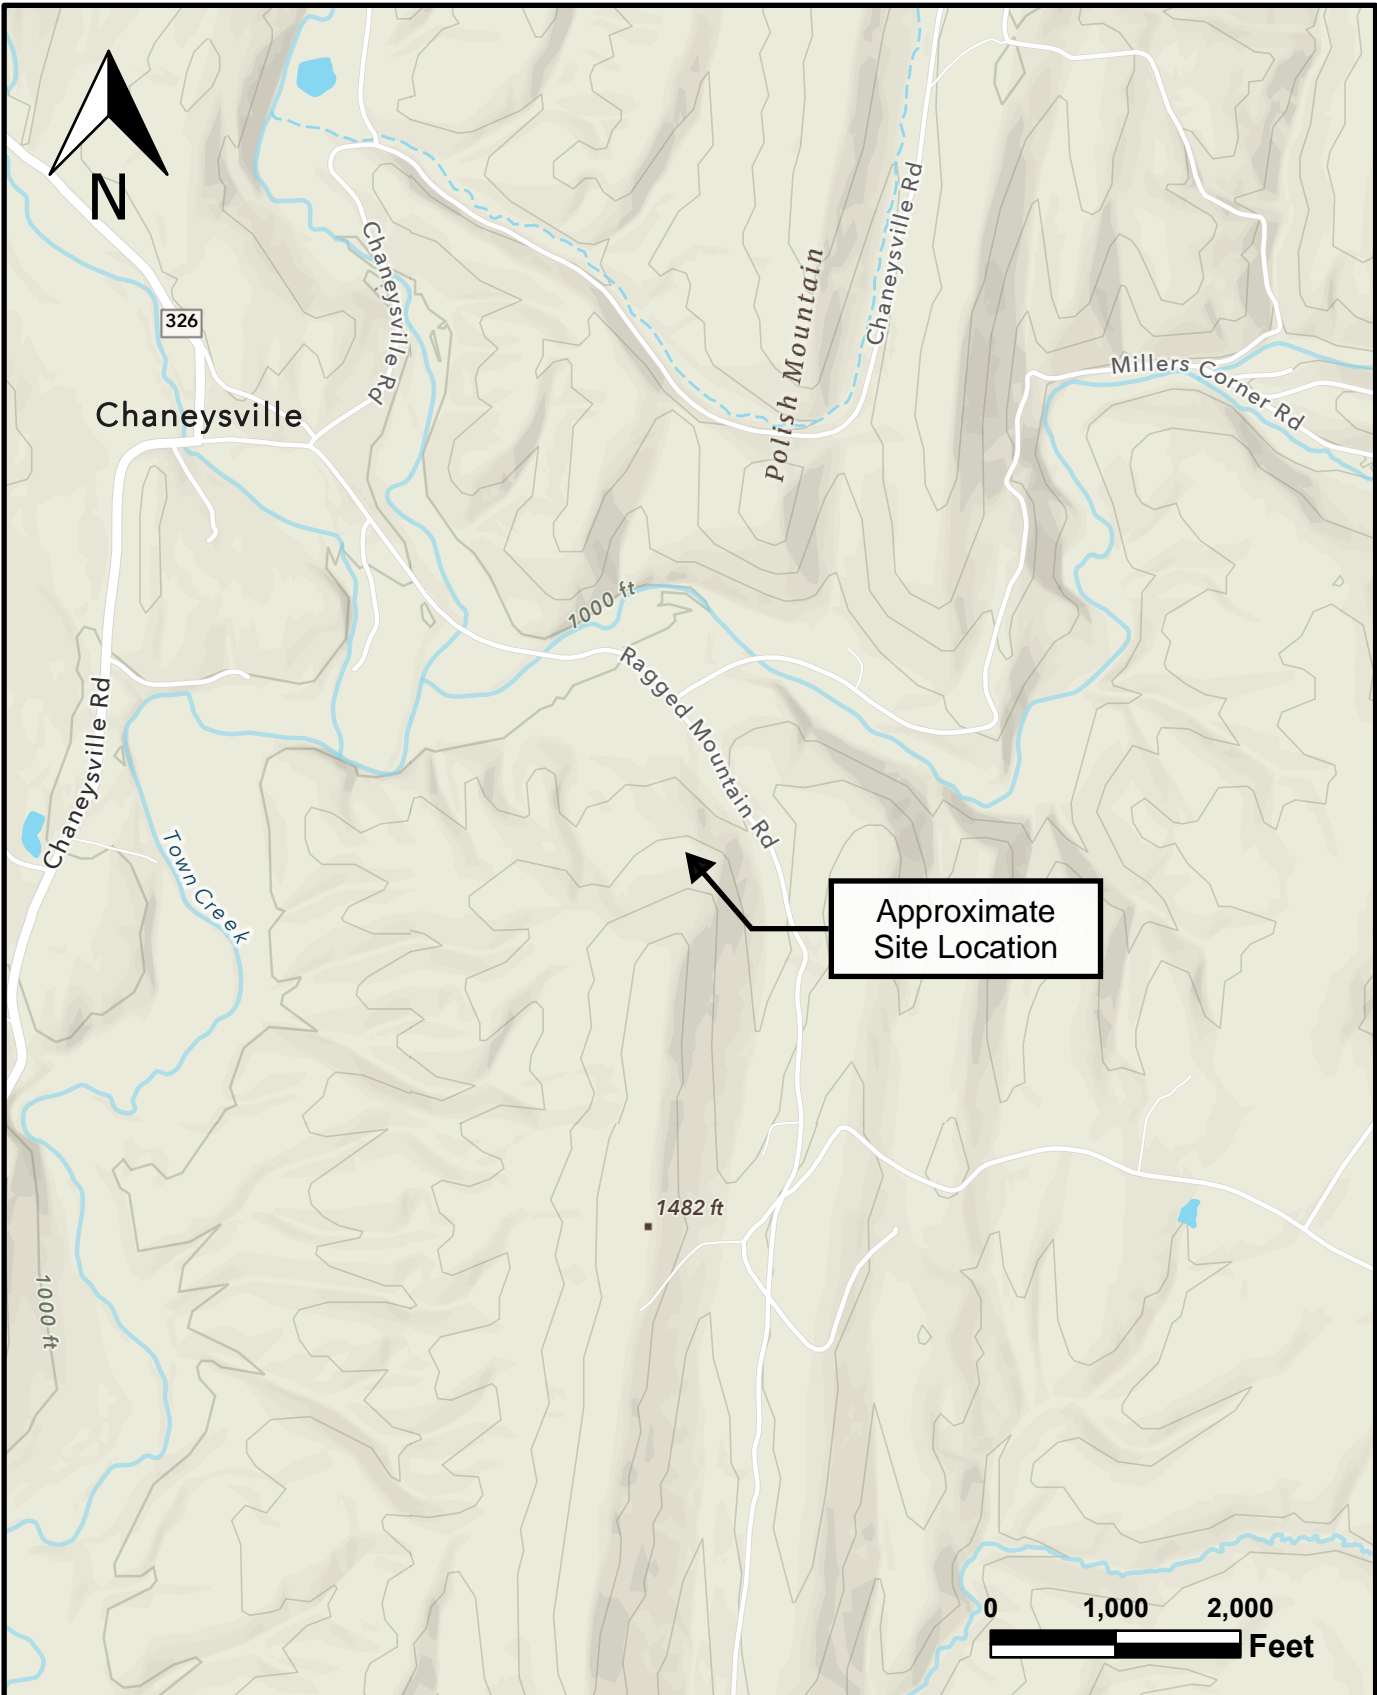 N
Chaneysville Rd
Chaneysville Rd
Polish Mountain
326
Millers Corner Rd
Chaneysville
1000 ft
Ragged Mountain Rd
Chaneysville Rd
Town Creek
Approximate
Site Location
1482 ft
1000 ft
0 1,000 2,000
Feet